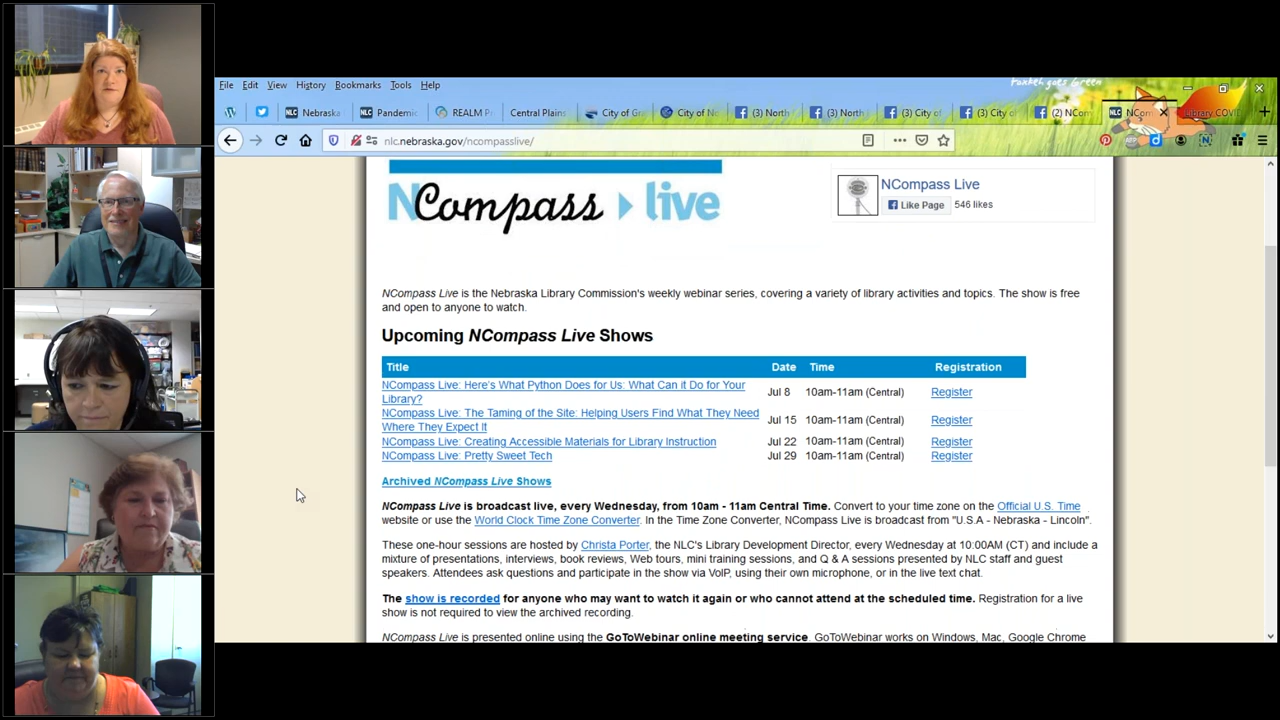 Foxkeh goes Green
File Edit View History Bookmarks Tools Help
NLC Nebraska
NLC Pandemic
REALM P
Central Plains
City of G
City of No
(3) North
(3) North
(3) City of
(3) City o
(2) NCom
NLC NCom
Library COVI
nlc.nebraska.gov/ncompasslive/
NCompass live
NCompass Live
Like Page 546 likes
NCompass Live is the Nebraska Library Commission's weekly webinar series, covering a variety of library activities and topics. The show is free
and open to anyone to watch.
Upcoming NCompass Live Shows
Title Date Time Registration
NCompass Live: Here's What Python Does for Us: What Can it Do for Your
Library? Jul 8 10am-11am (Central) Register
NCompass Live: The Taming of the Site: Helping Users Find What They Need
Where They Expect It Jul 15 10am-11am (Central) Register
NCompass Live: Creating Accessible Materials for Library Instruction Jul 22 10am-11am (Central) Register
NCompass Live: Pretty Sweet Tech Jul 29 10am-11am (Central) Register
Archived NCompass Live Shows
NCompass Live is broadcast live, every Wednesday, from 10am - 11am Central Time. Convert to your time zone on the Official U.S. Time
website or use the World Clock Time Zone Converter. In the Time Zone Converter, NCompass Live is broadcast from "U.S.A - Nebraska - Lincoln".
These one-hour sessions are hosted by Christa Porter, the NLC's Library Development Director, every Wednesday at 10:00AM (CT) and include a
mixture of presentations, interviews, book reviews, Web tours, mini training sessions, and Q & A sessions presented by NLC staff and guest
speakers. Attendees ask questions and participate in the show via VoIP, using their own microphone, or in the live text chat.
The show is recorded for anyone who may want to watch it again or who cannot attend at the scheduled time. Registration for a live
show is not required to view the archived recording.
NCompass Live is presented online using the GoToWebinar online meeting service. GoToWebinar works on Windows, Mac, Google Chrome